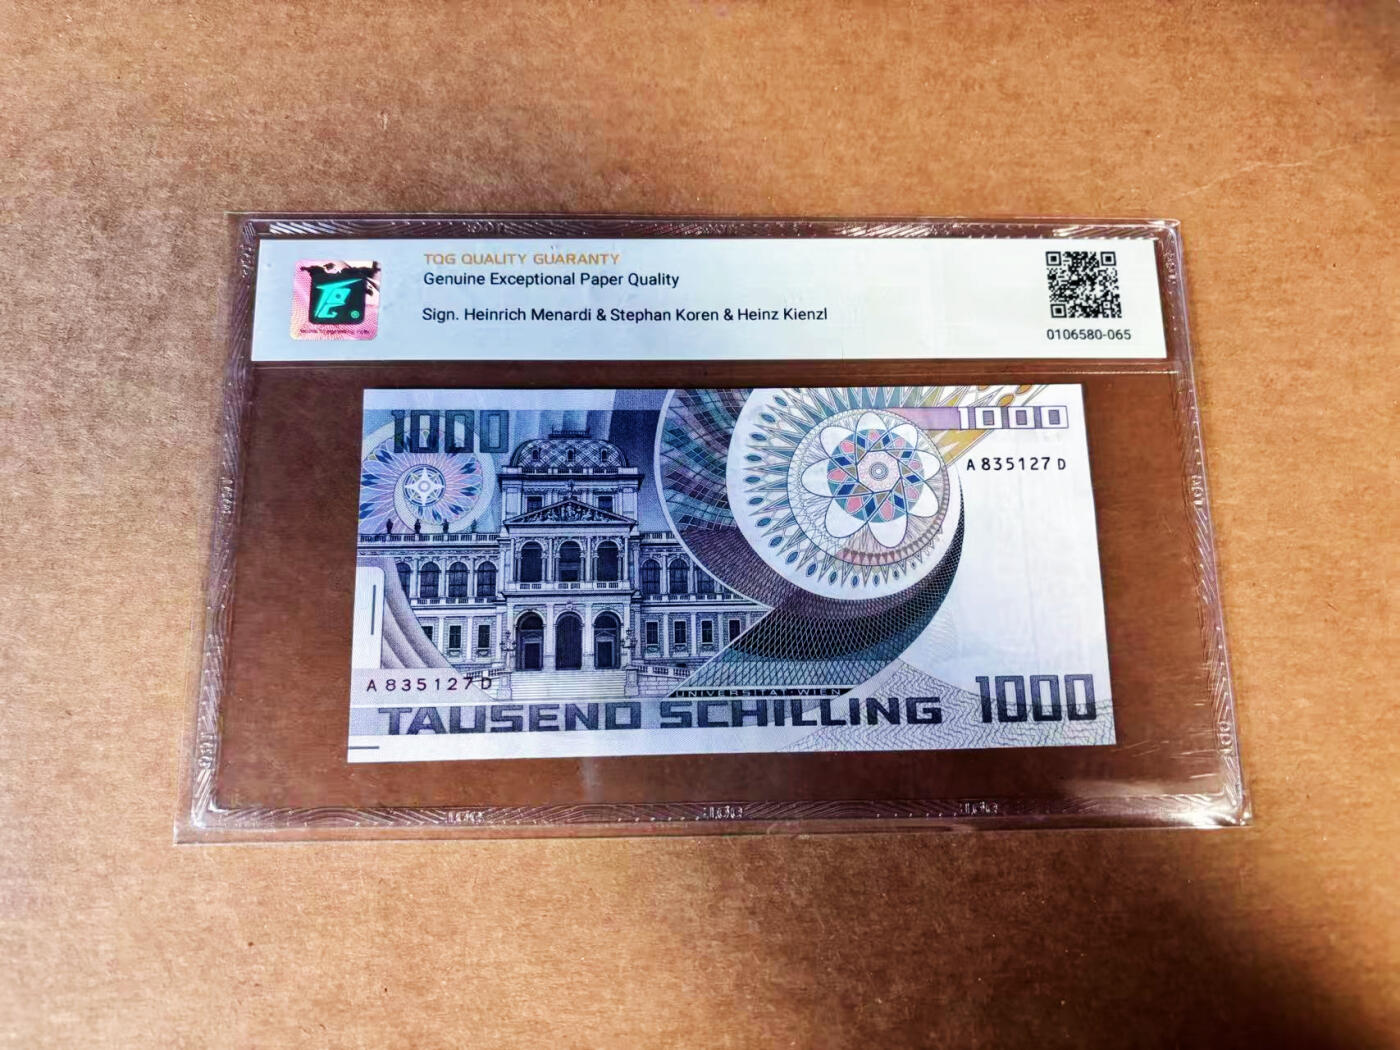 TQG QUALITY GUARANTY
Genuine Exceptional Paper Quality
Sign. Heinrich Menardi & Stephan Koren & Heinz Kienzl
0106580-065
1000
1000
A 835127 D
A 835127 D
UNIVERSITÄT·WIEN
TAUSEND SCHILLING
1000